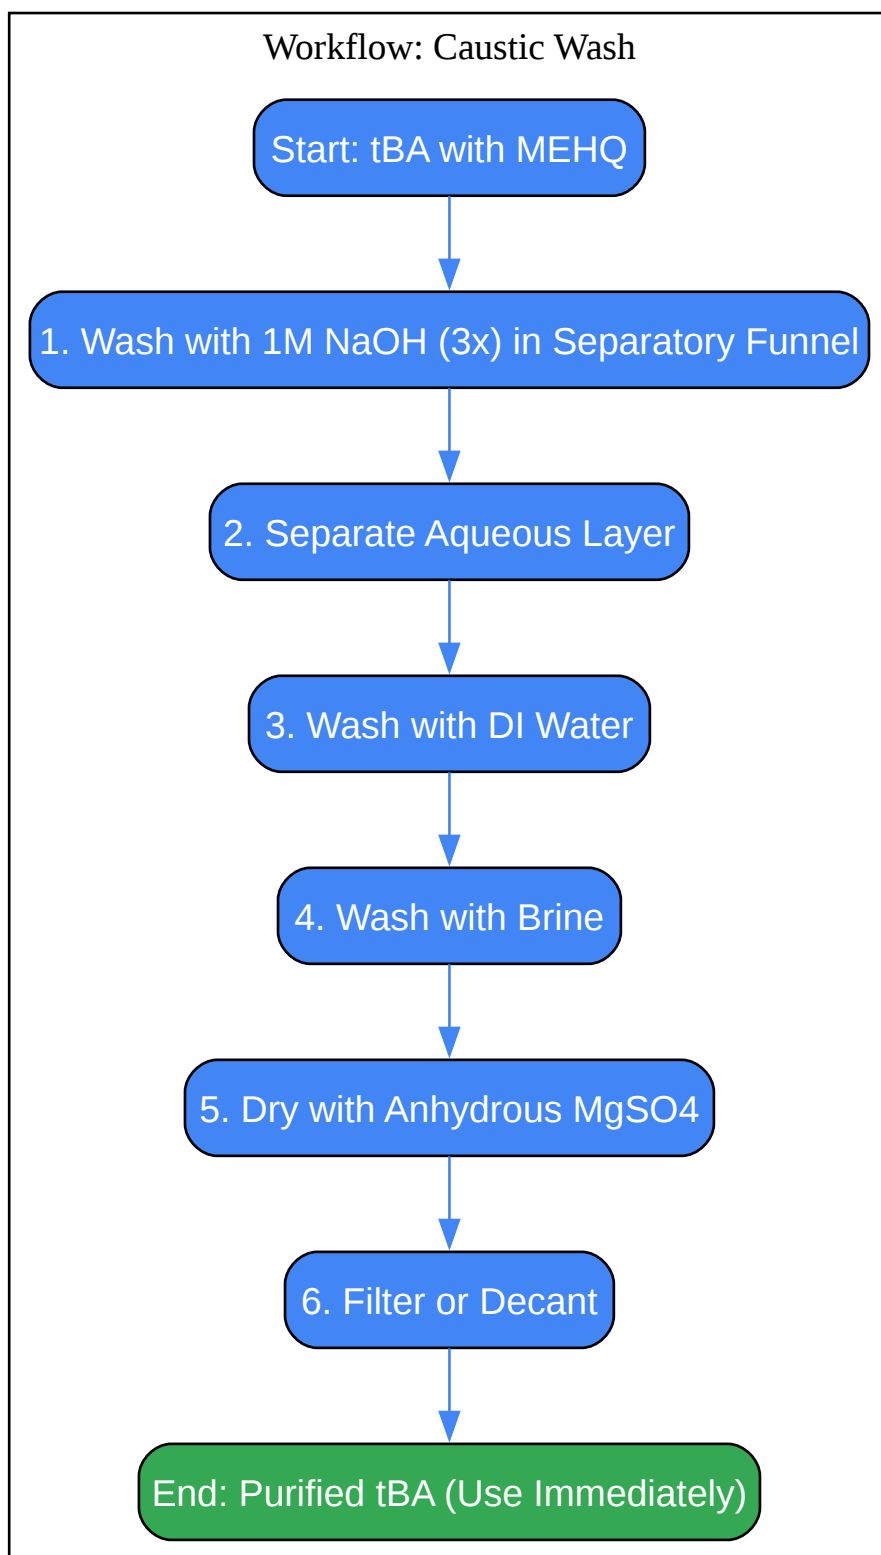 Workflow: Caustic Wash
Start: tBA with MEHQ
1. Wash with 1M NaOH (3x) in Separatory Funnel
2. Separate Aqueous Layer
3. Wash with DI Water
4. Wash with Brine
5. Dry with Anhydrous MgSO4
6. Filter or Decant
End: Purified tBA (Use Immediately)